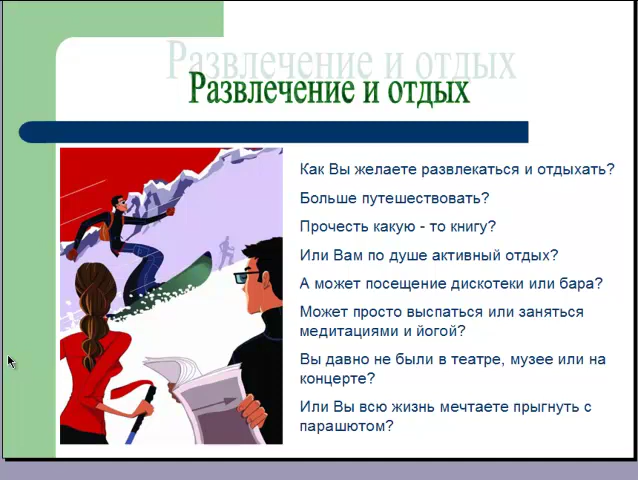 Развлечение и отдых
Как Вы желаете развлекаться и отдыхать?
Больше путешествовать?
Прочесть какую - то книгу?
Или Вам по душе активный отдых?
А может посещение дискотеки или бара?
Может просто выспаться или заняться
медитациями и йогой?
Вы давно не были в театре, музее или на
концерте?
Или Вы всю жизнь мечтаете прыгнуть с
парашютом?